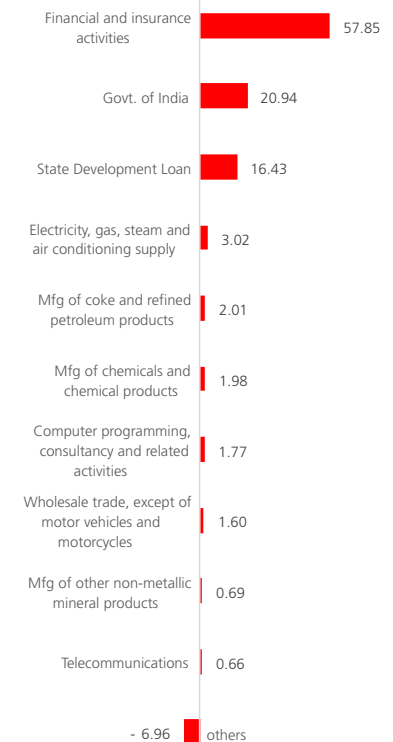 Financial and insurance
activities
57.85
Govt. of India
20.94
State Development Loan
16.43
Electricity, gas, steam and
air conditioning supply
3.02
Mfg of coke and refined
petroleum products
2.01
Mfg of chemicals and
chemical products
1.98
Computer programming,
consultancy and related
activities
1.77
Wholesale trade, except of
motor vehicles and
motorcycles
1.60
Mfg of other non-metallic
mineral products
0.69
Telecommunications
0.66
- 6.96
others